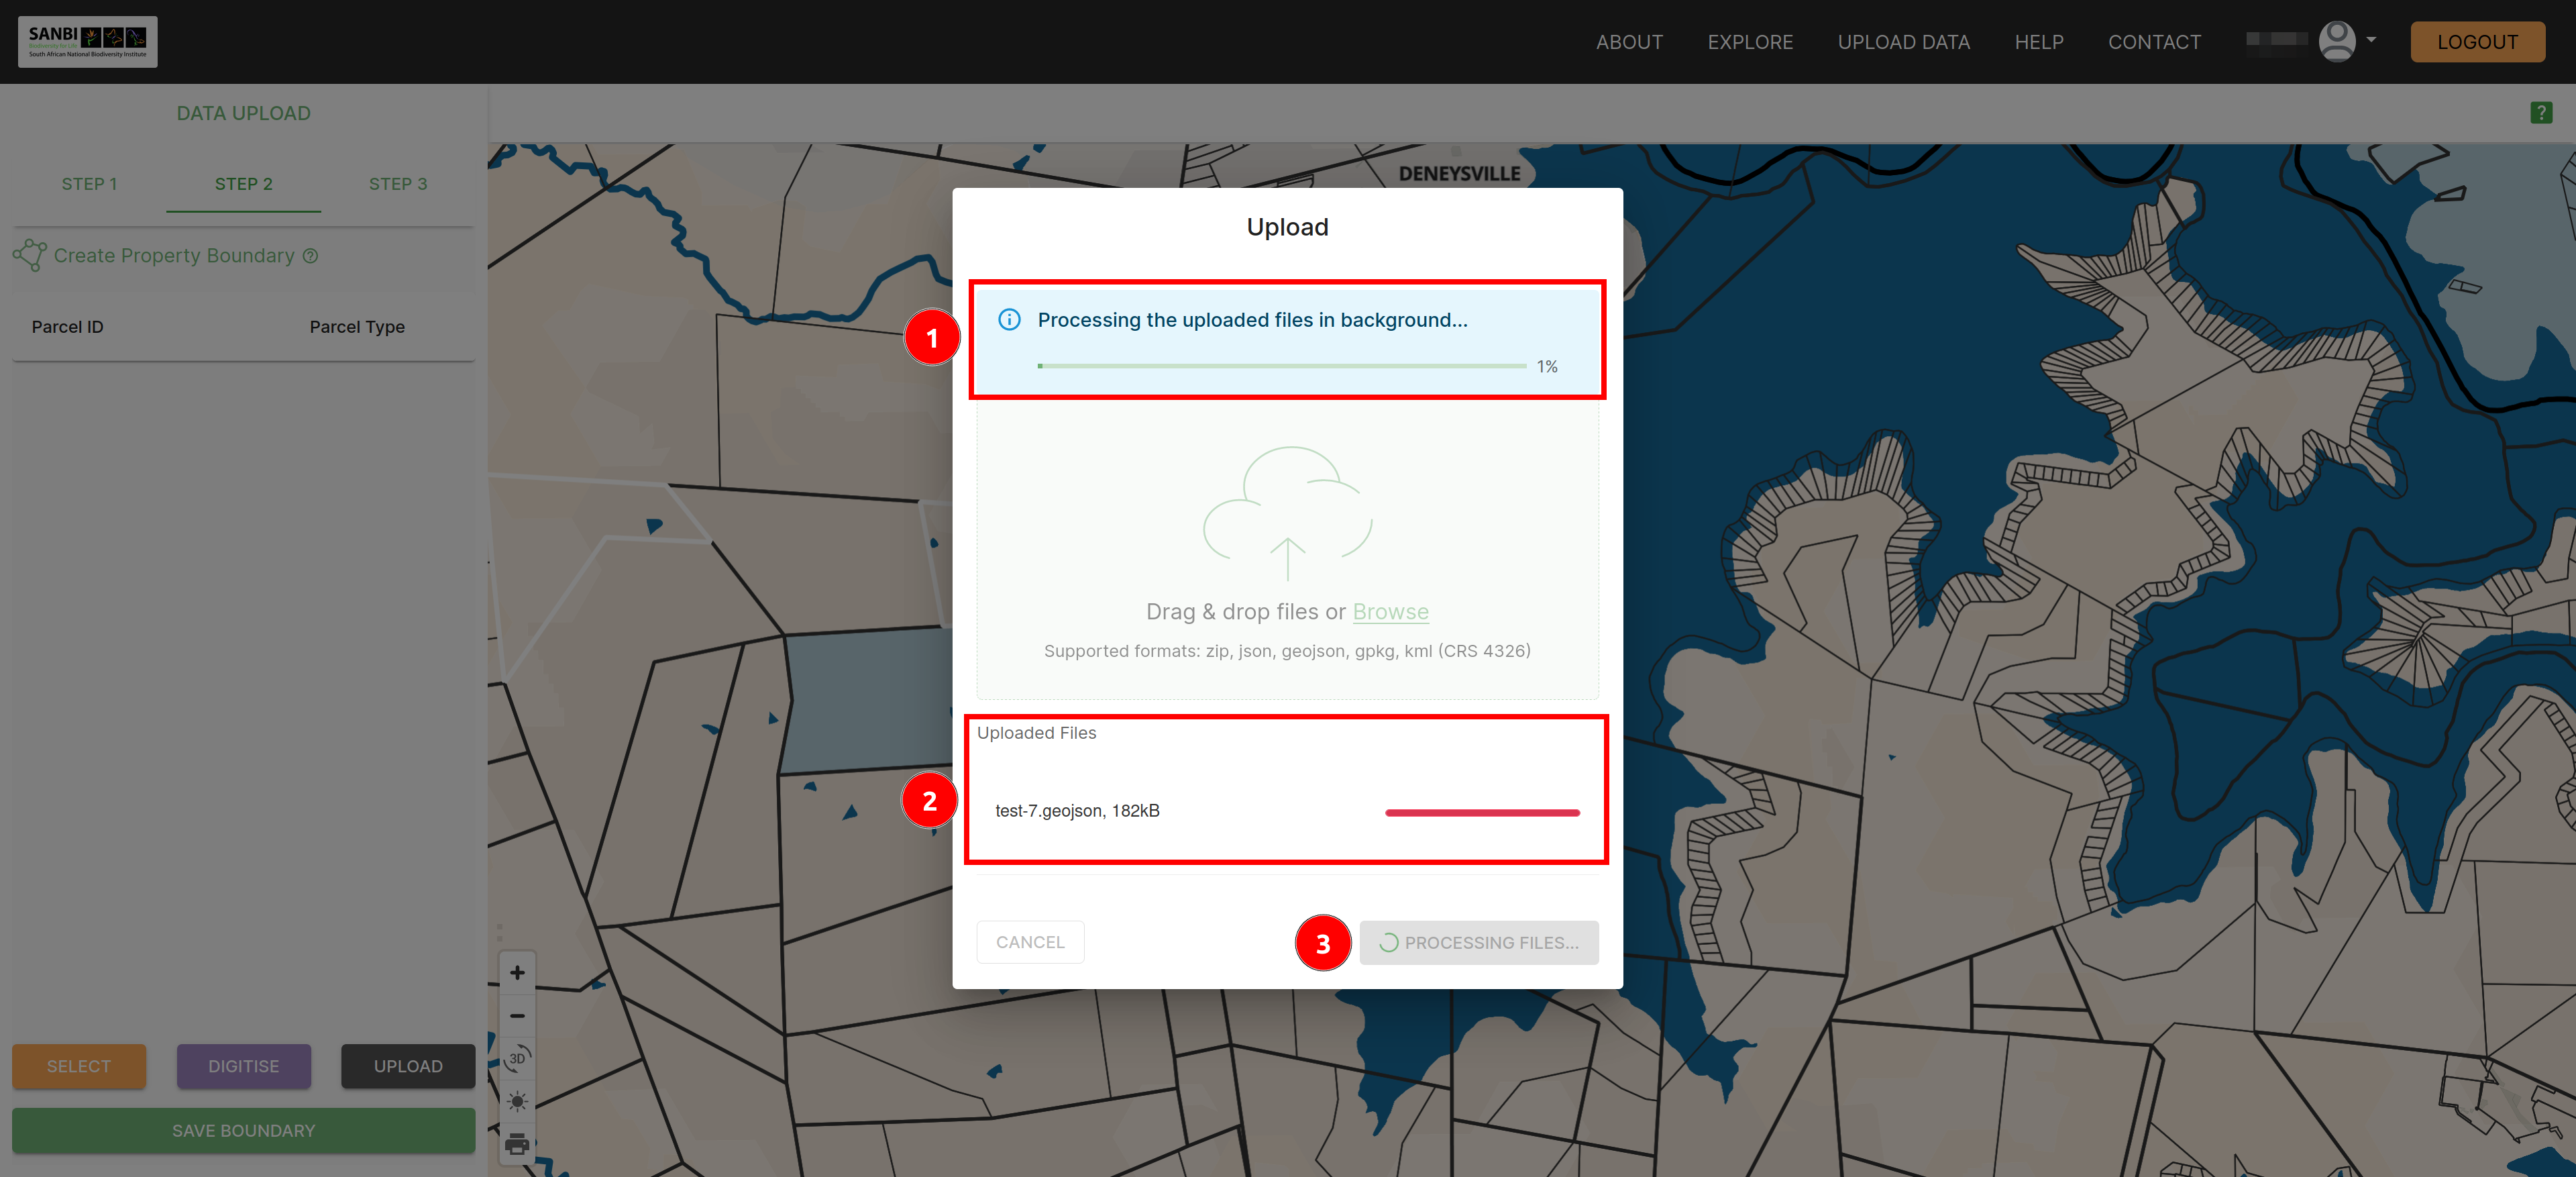 SANBI
Biodiversity for Life
South African National Biodiversity Institute
ABOUT
EXPLORE
UPLOAD DATA
HELP
CONTACT
LOGOUT
DATA UPLOAD
?
STEP 1
STEP 2
STEP 3
Create Property Boundary ?
Parcel ID
Parcel Type
DENEYSVILLE
Upload
1
Processing the uploaded files in background...
1%
Drag & drop files or Browse
Supported formats: zip, json, geojson, gpkg, kml (CRS 4326)
Uploaded Files
2
test-7.geojson, 182kB
CANCEL
3
PROCESSING FILES...
3D
SELECT
DIGITISE
UPLOAD
SAVE BOUNDARY